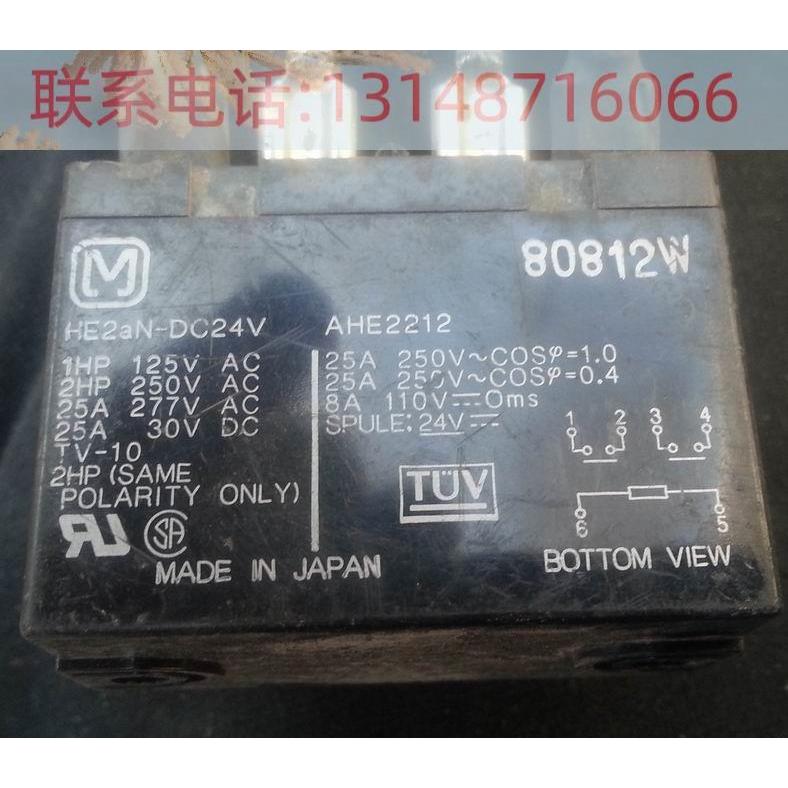 联系电话:13148716066
M
80812W
HE2aN-DC24V
AHE2212
1HP 125V AC
2HP 250V AC
25A 277V AC
25A 30V DC
TV-10
2HP (SAME
POLARITY ONLY)
25A 250V~COSφ=1.0
25A 250V~COSφ=0.4
8A 110V⎓0ms
SPULE: 24V⎓
TÜV
1 2 3 4
6 5
RU SA
MADE IN JAPAN
BOTTOM VIEW